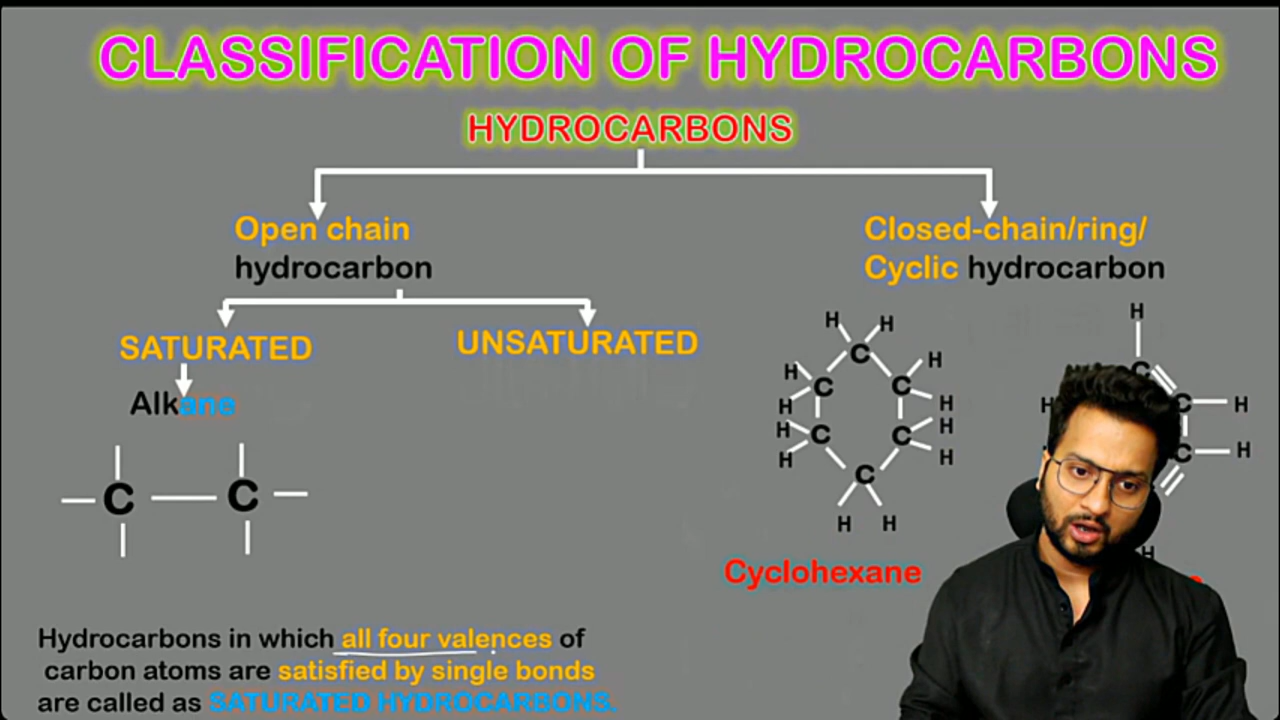 CLASSIFICATION OF HYDROCARBONS
HYDROCARBONS
Open chain
hydrocarbon
Closed-chain/ring/
Cyclic hydrocarbon
SATURATED
UNSATURATED
Alkane
C C
H H
C
H H
C C
H H
H H
C C
H H
C
H H
Cyclohexane
H
C
H C H
C H
H
Hydrocarbons in which all four valences of
carbon atoms are satisfied by single bonds
are called as SATURATED HYDROCARBONS.